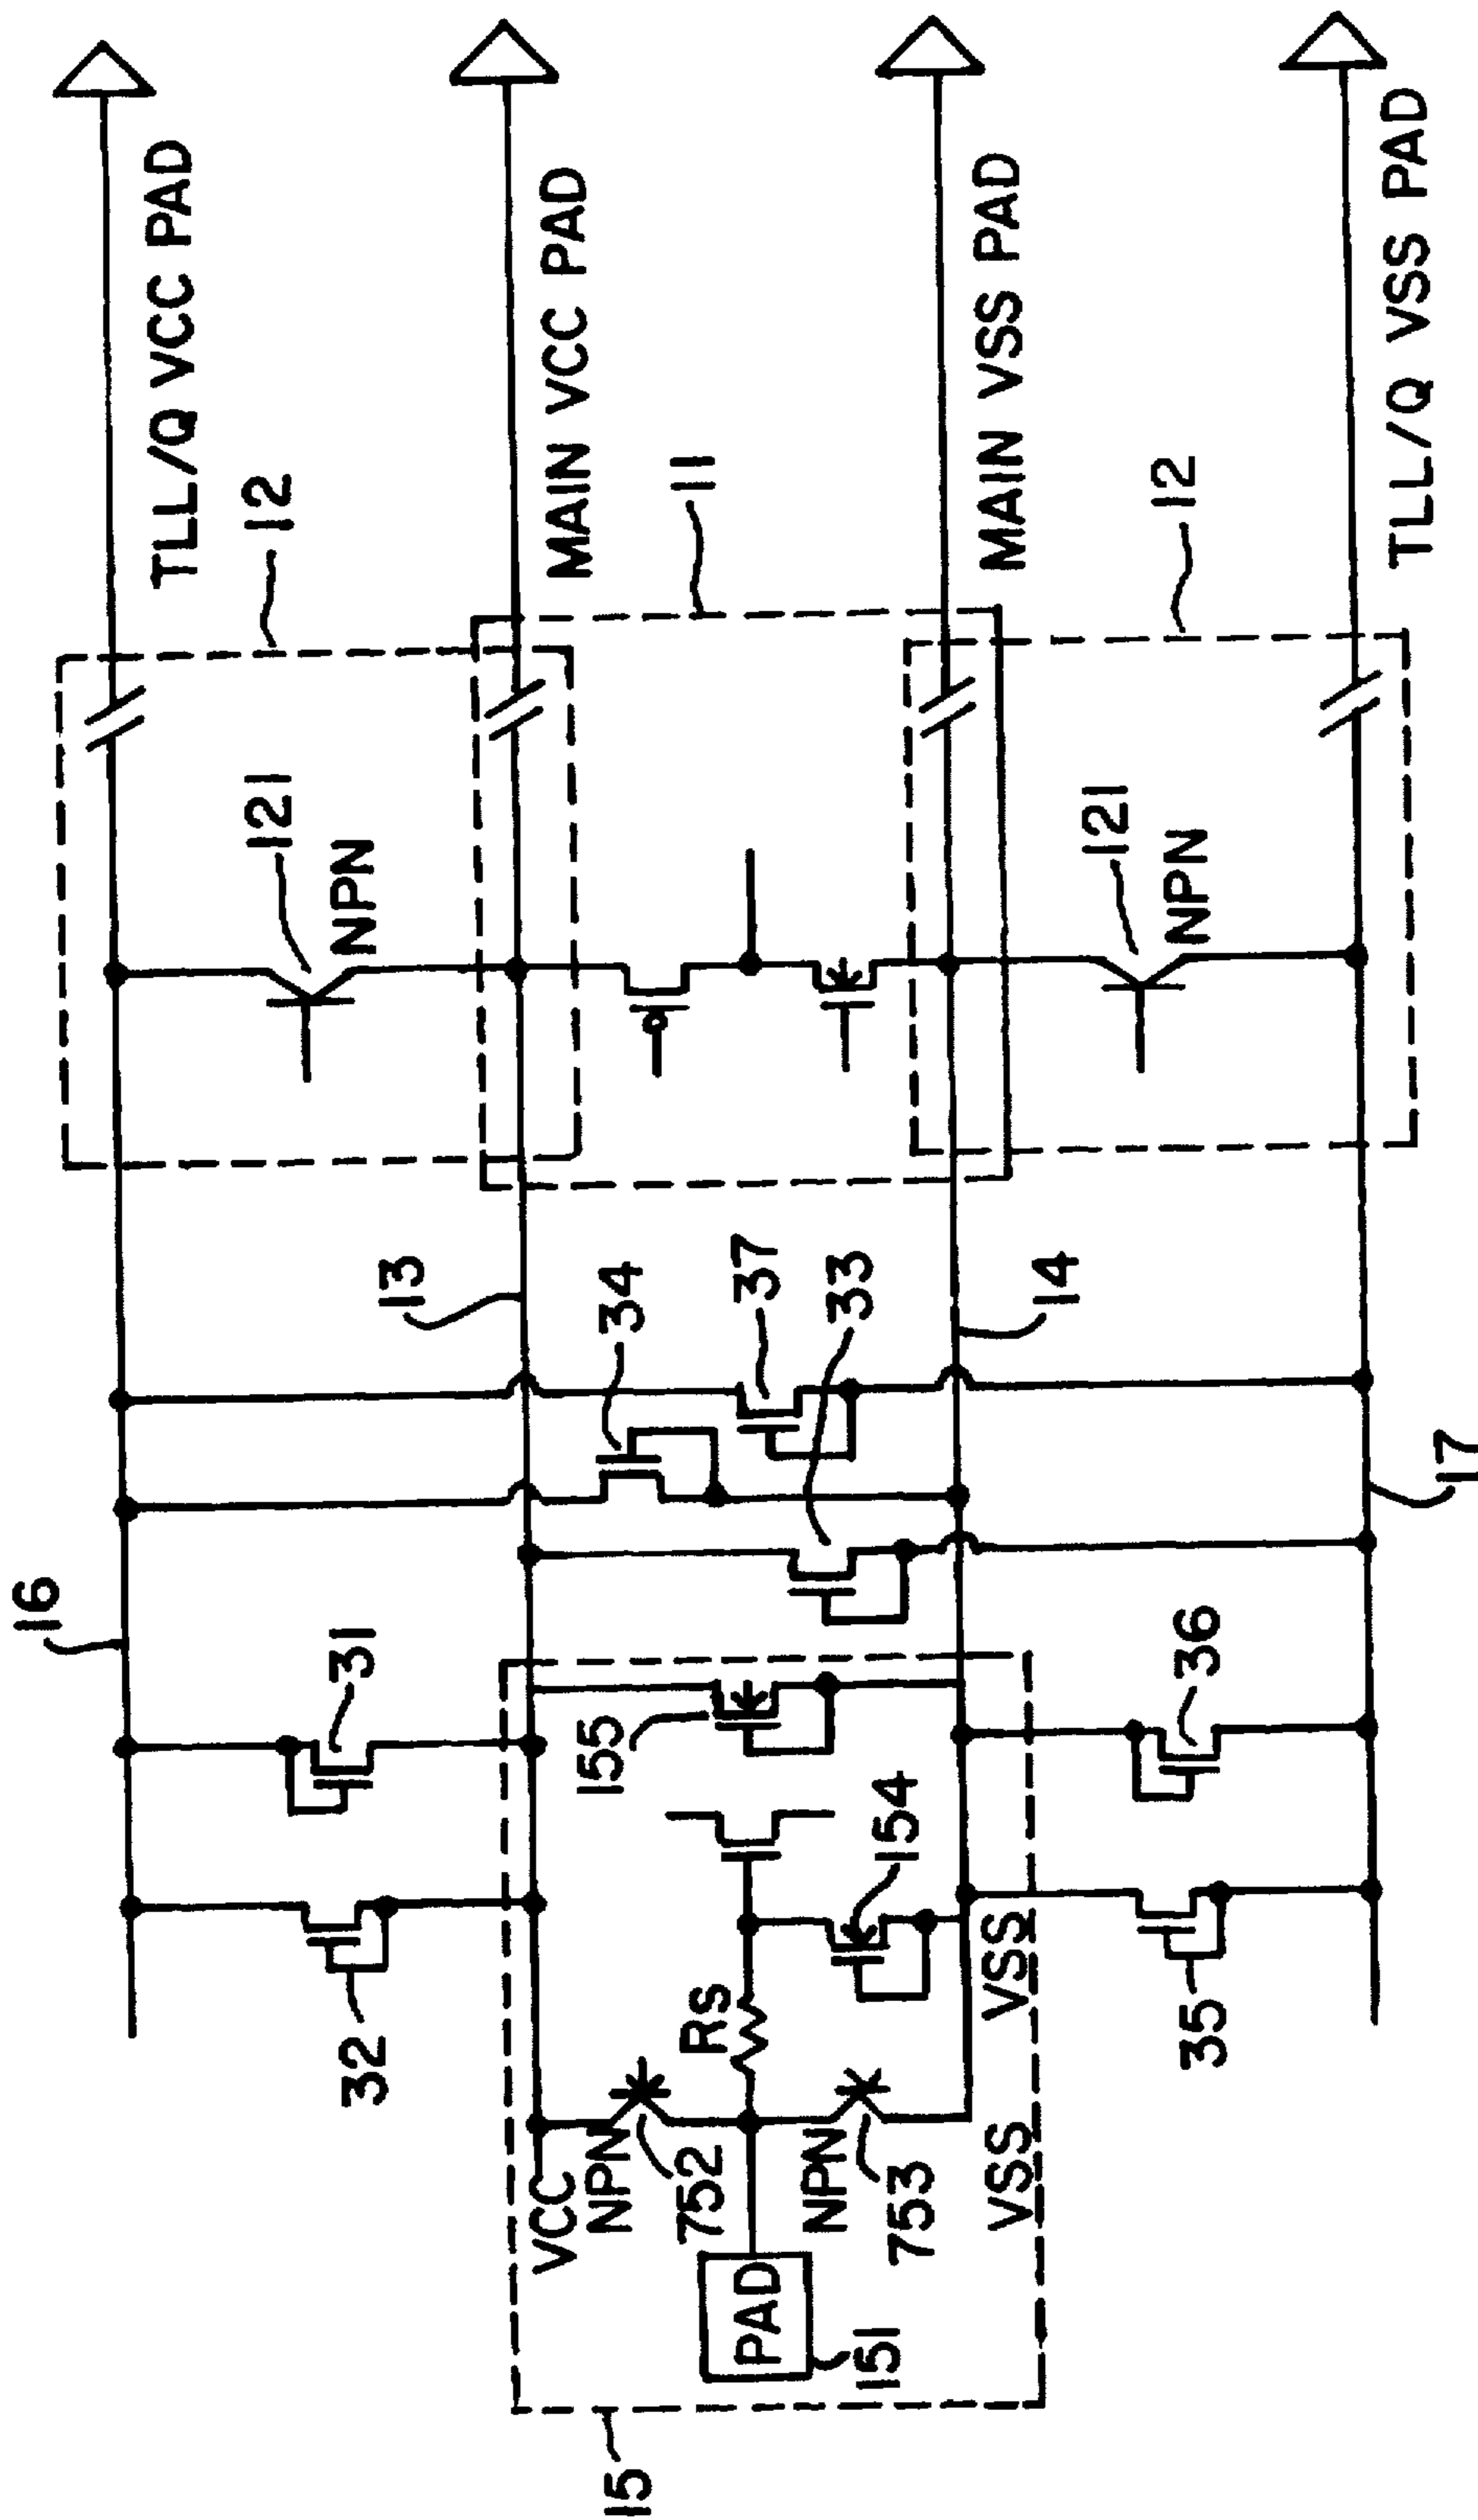 TLL/Q VCC PAD
12
121
NPN
16
31
32
MAIN VCC PAD
11
13
34
37
33
155
154
VCC
NPN
752
RS
PAD
151
NPN
753
15
VSS
VSS
MAIN VSS PAD
14
12
121
NPN
36
35
17
TLL/Q VSS PAD